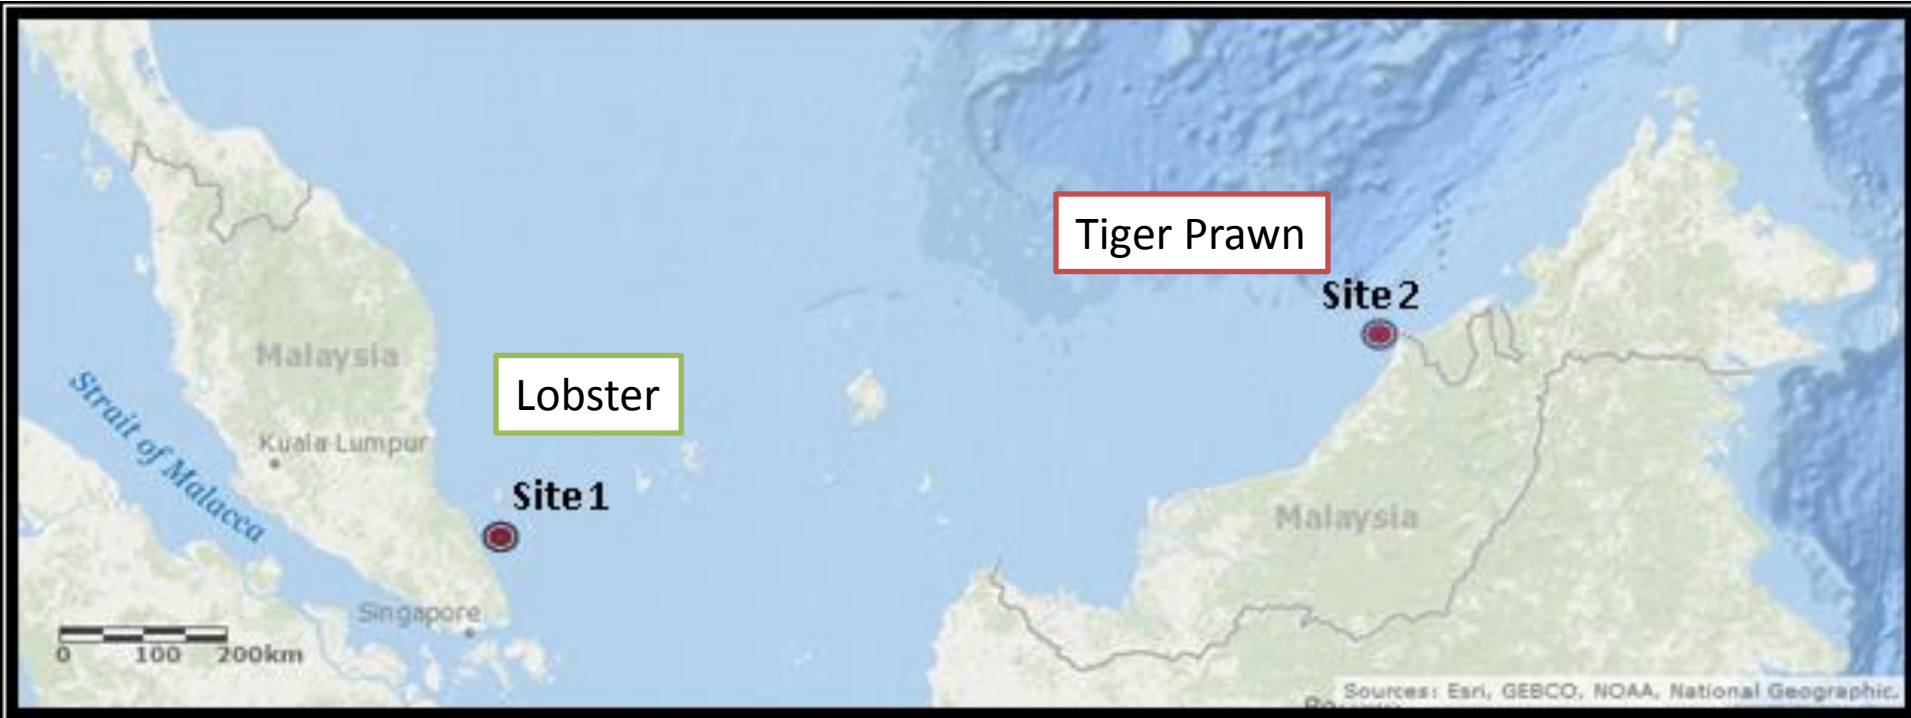 Tiger Prawn
Site 2
Malaysia
Lobster
Strait of Malacca
Kuala Lumpur
Site 1
Malaysia
Singapore
0 100 200km
Sources: Esri, GEBCO, NOAA, National Geographic,